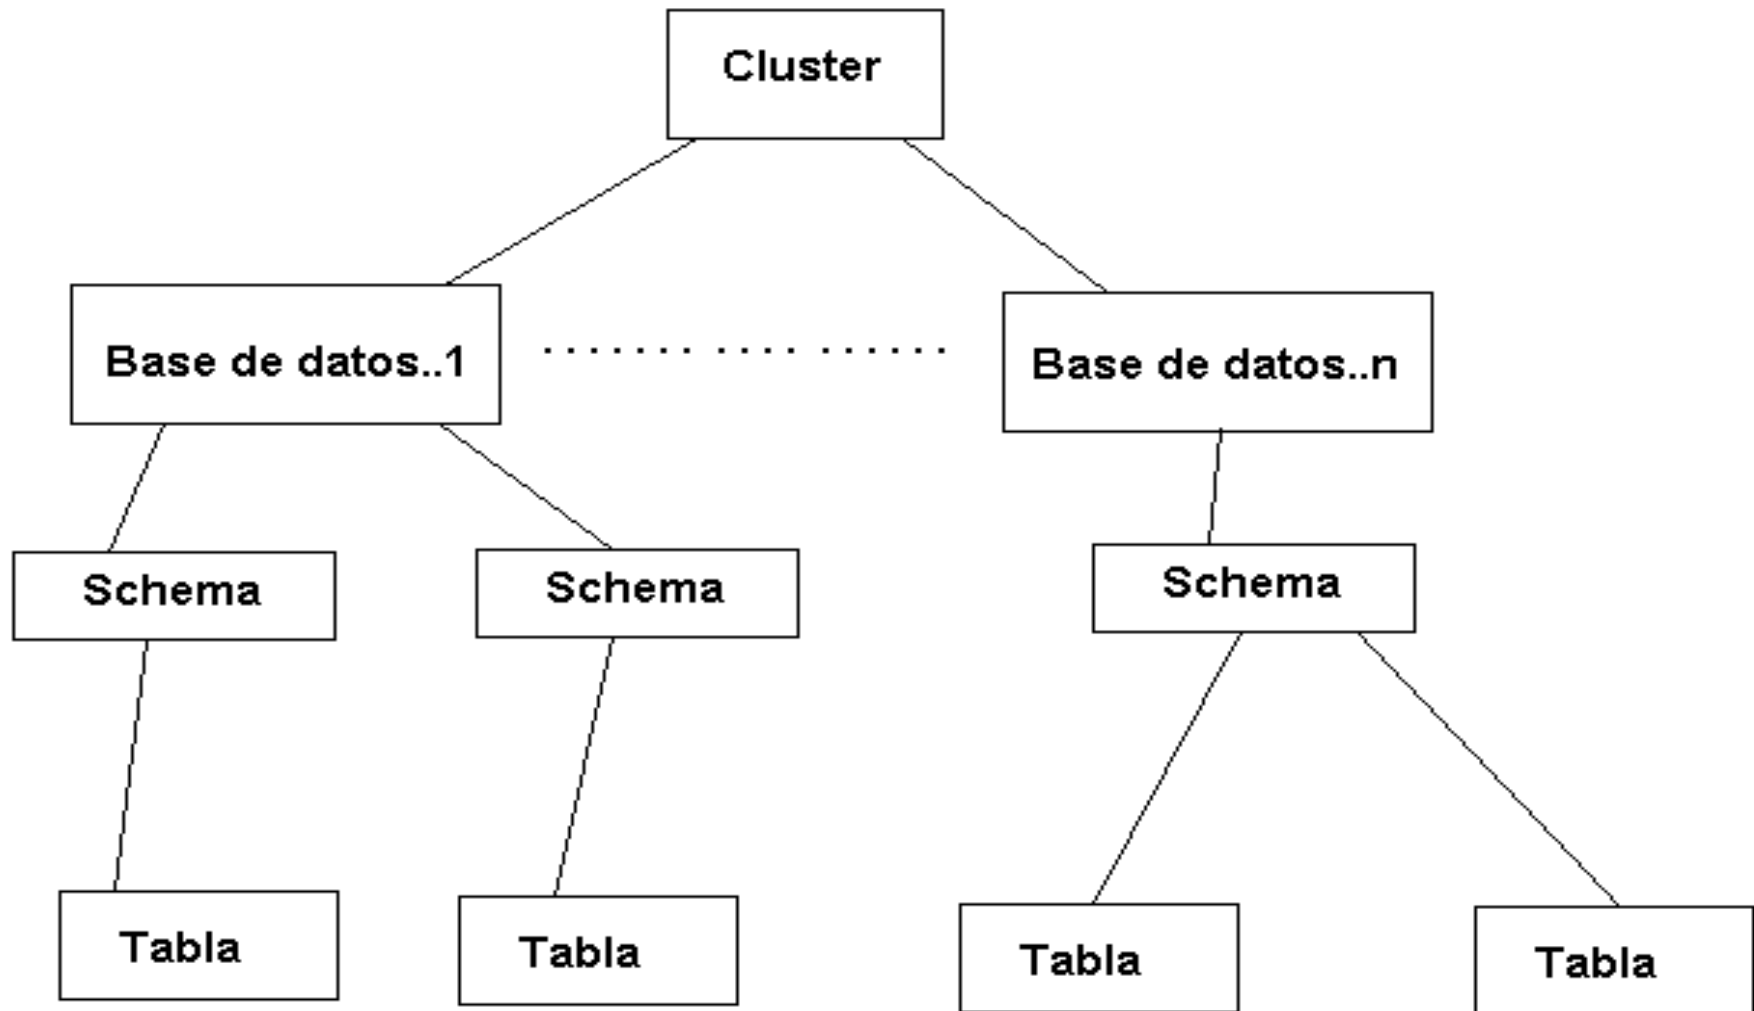 Cluster
Base de datos..1
Base de datos..n
Schema
Schema
Schema
Tabla
Tabla
Tabla
Tabla